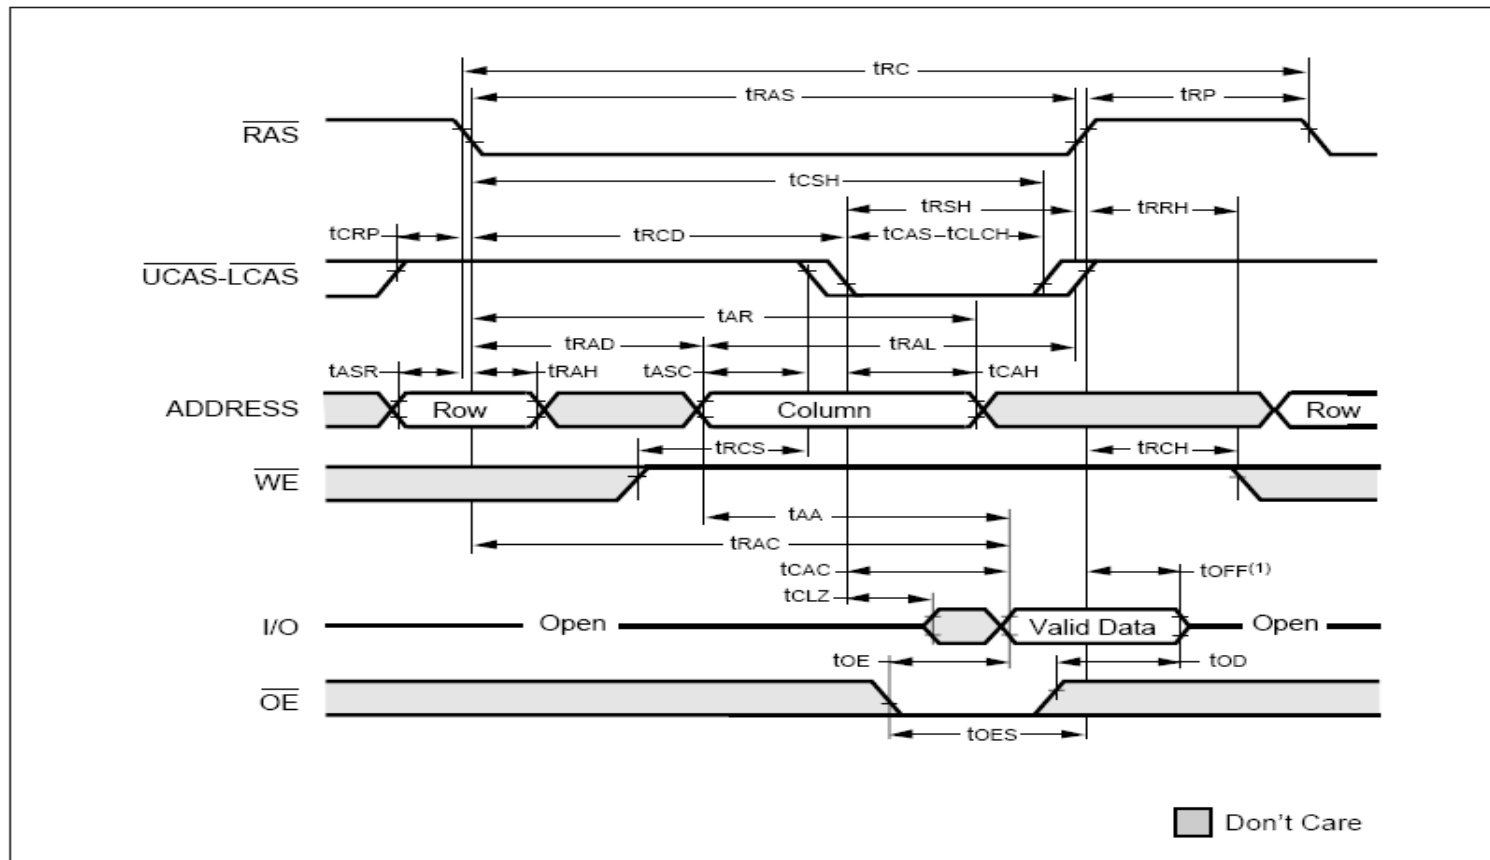 tRC
tRAS
tRP
RAS
tCSH
tRSH
tRRH
tCRP
tRCD
tCAS-tCLCH
UCAS-LCAS
tAR
tRAD
tRAL
tASR
tRAH
tASC
tCAH
ADDRESS
Row
Column
Row
tRCS
tRCH
WE
tAA
tRAC
tCAC
tOFF(1)
tCLZ
I/O
Open
Valid Data
Open
tOE
tOD
OE
tOES
Don't Care